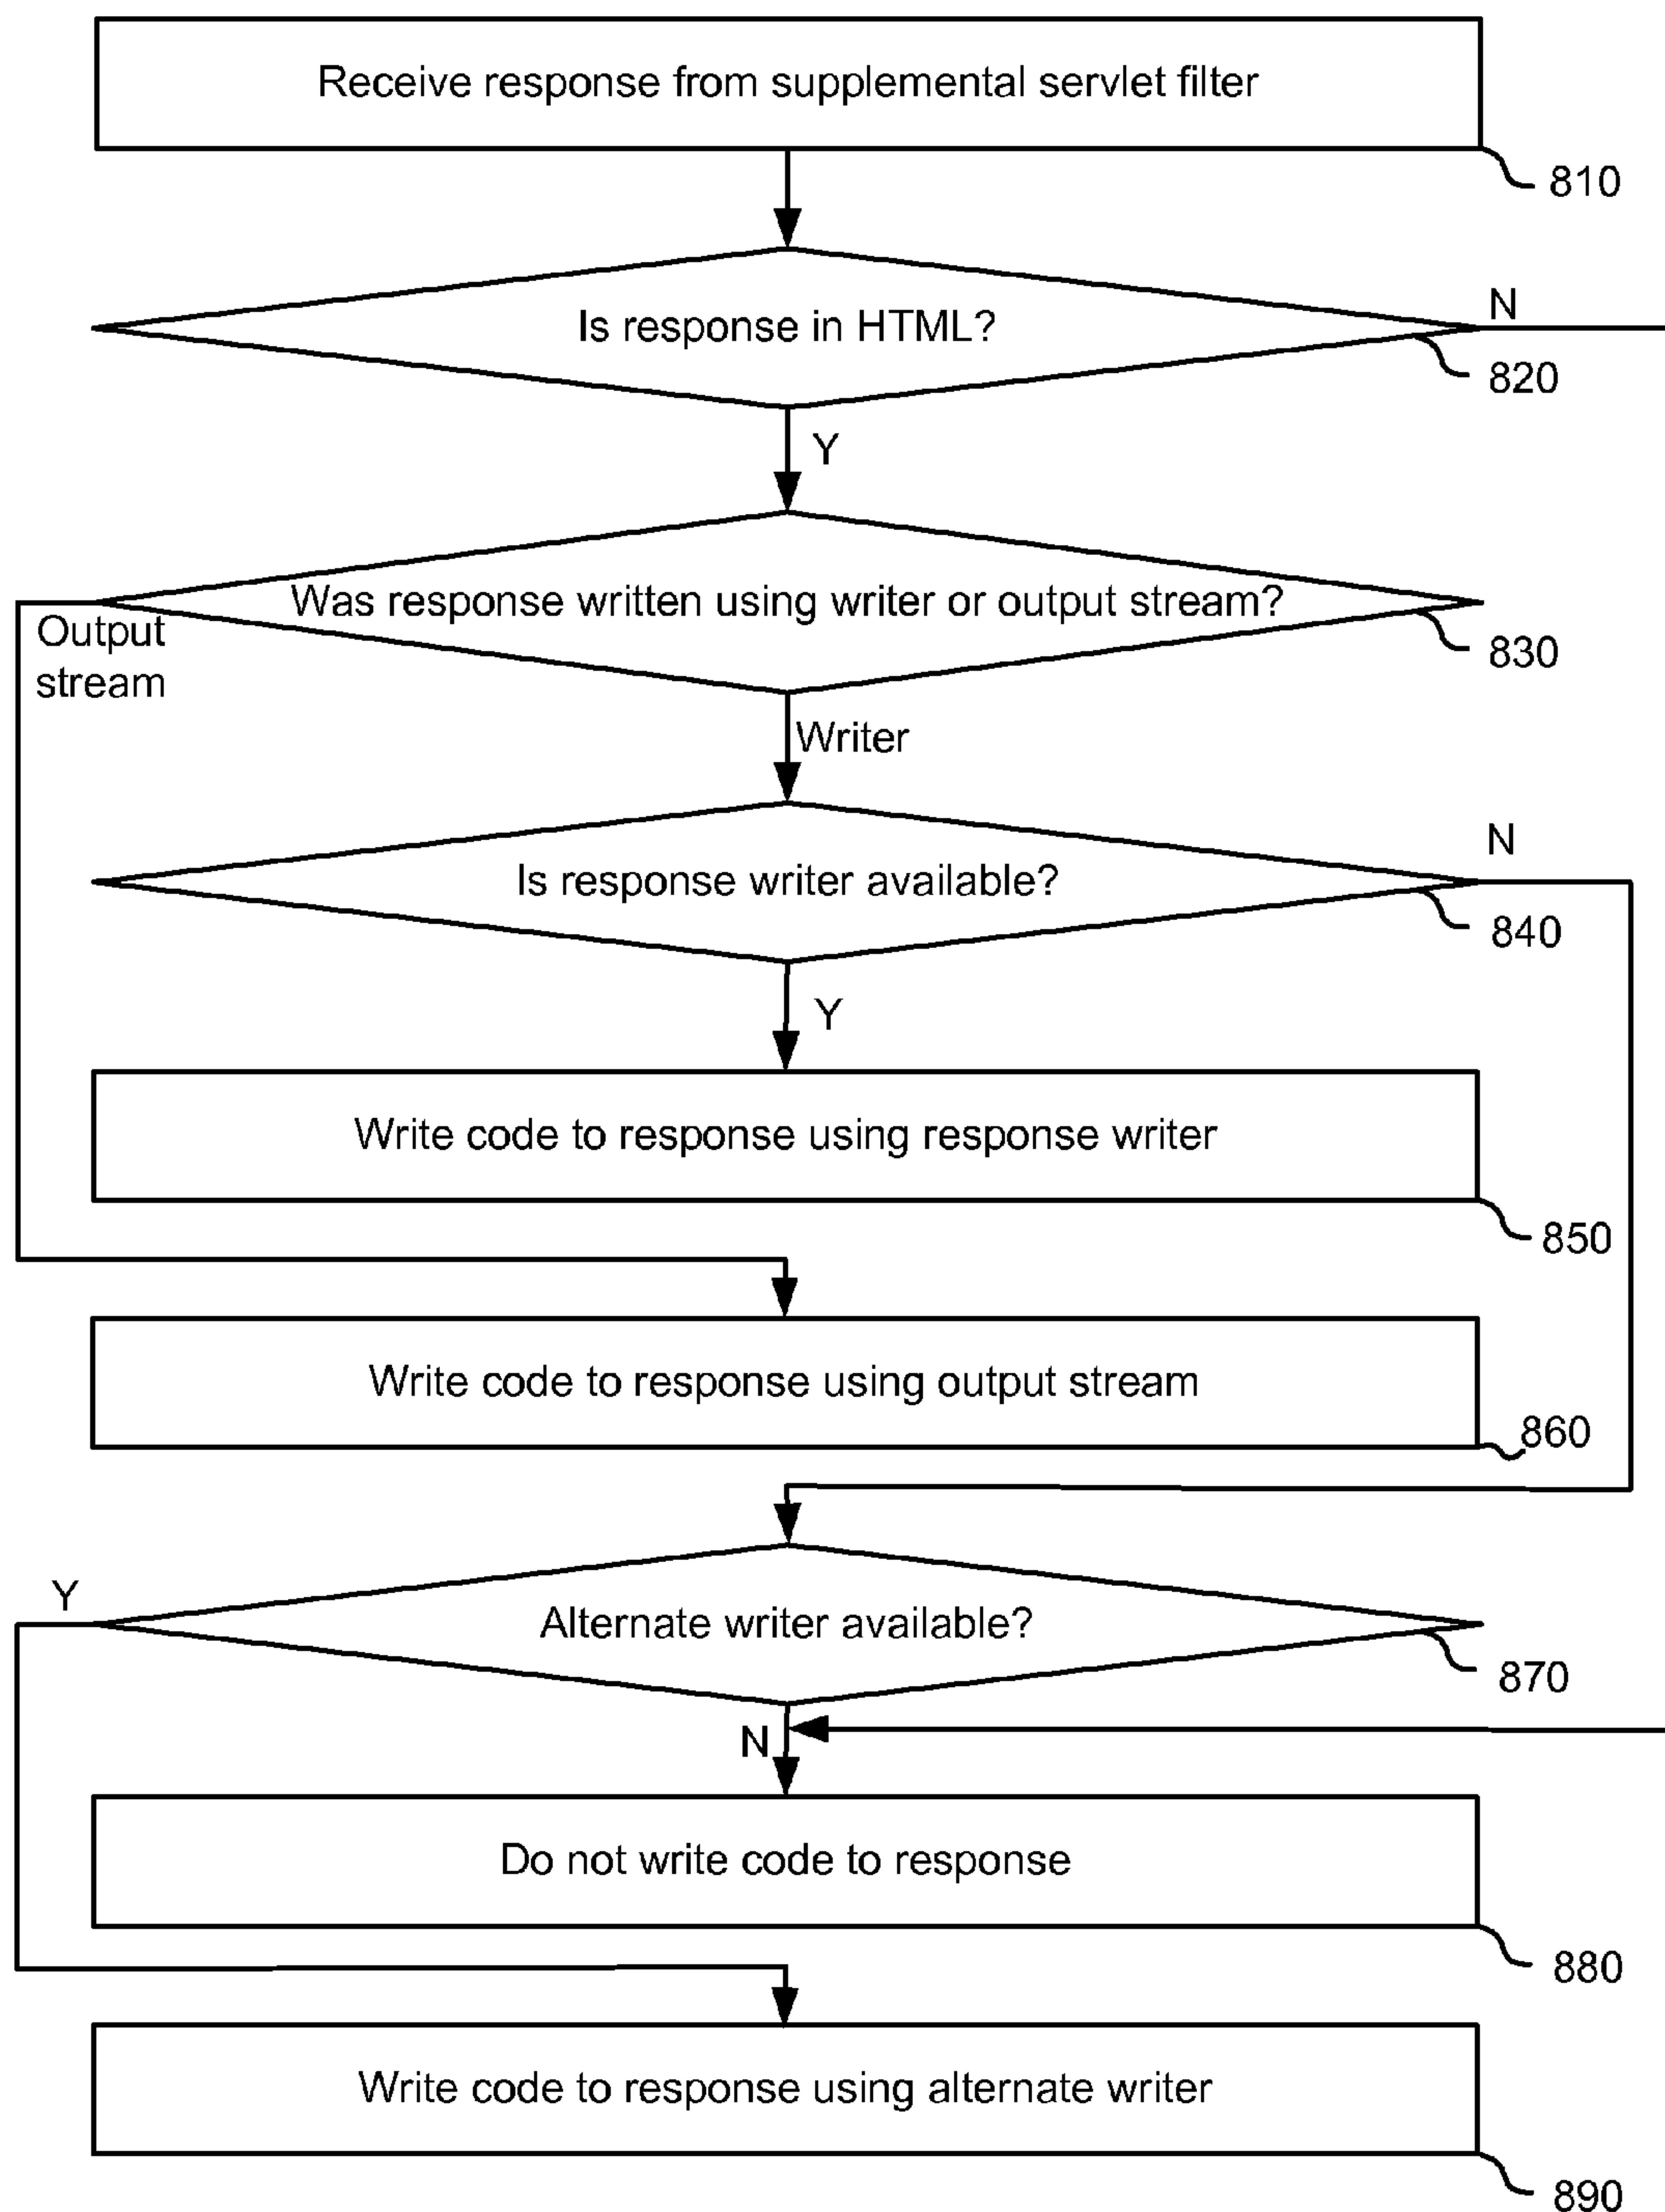 Receive response from supplemental servlet filter
810
Is response in HTML?
N
820
Y
Was response written using writer or output stream?
Output
stream
830
Writer
Is response writer available?
N
840
Y
Write code to response using response writer
850
Write code to response using output stream
860
Y
Alternate writer available?
870
N
Do not write code to response
880
Write code to response using alternate writer
890